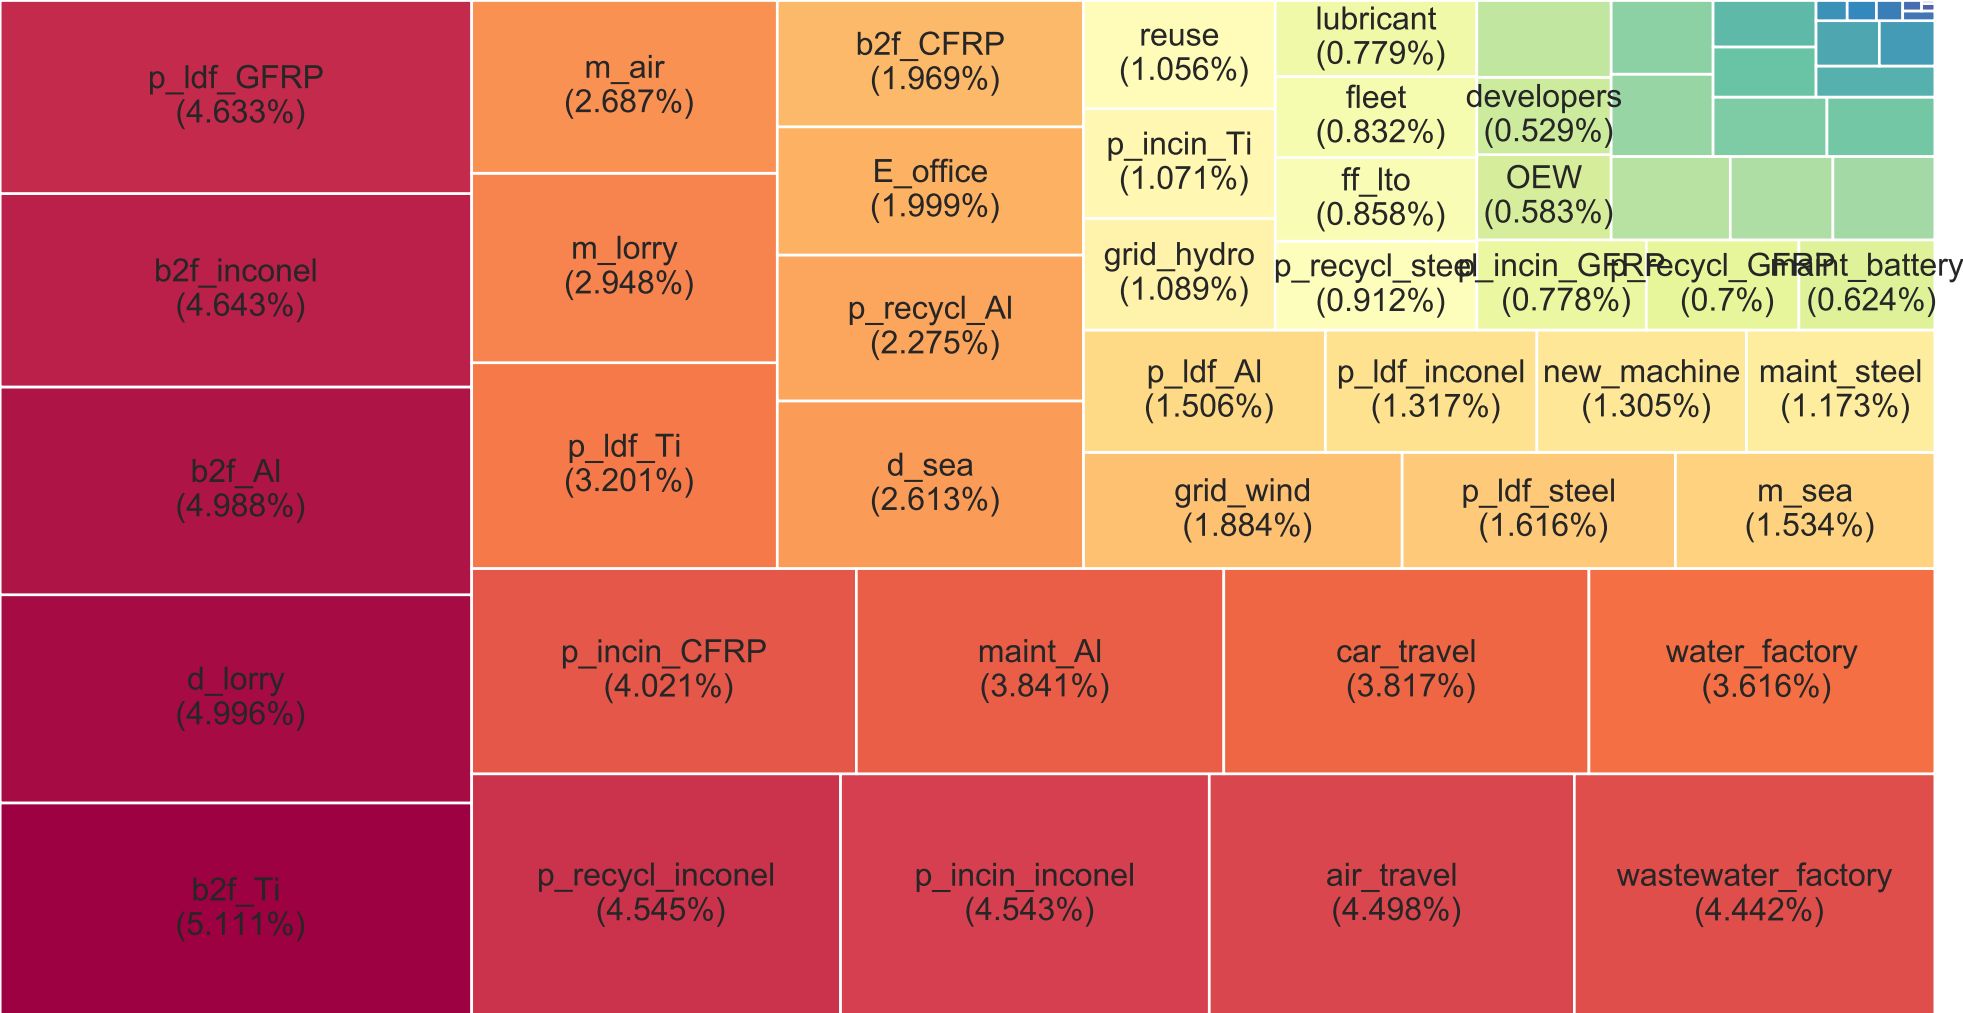 p_ldf_GFRP
(4.633%)
b2f_inconel
(4.643%)
b2f_Al
(4.988%)
d_lorry
(4.996%)
b2f_Ti
(5.111%)
m_air
(2.687%)
m_lorry
(2.948%)
p_ldf_Ti
(3.201%)
b2f_CFRP
(1.969%)
E_office
(1.999%)
p_recycl_Al
(2.275%)
d_sea
(2.613%)
reuse
(1.056%)
p_incin_Ti
(1.071%)
grid_hydro
(1.089%)
lubricant
(0.779%)
fleet
(0.832%)
ff_lto
(0.858%)
p_recycl_steel
(0.912%)
developers
(0.529%)
OEW
(0.583%)
p_incin_GFRP
(0.778%)
p_recycl_GFRP
(0.7%)
maint_battery
(0.624%)
p_ldf_Al
(1.506%)
p_ldf_inconel
(1.317%)
new_machine
(1.305%)
maint_steel
(1.173%)
grid_wind
(1.884%)
p_ldf_steel
(1.616%)
m_sea
(1.534%)
p_incin_CFRP
(4.021%)
maint_Al
(3.841%)
car_travel
(3.817%)
water_factory
(3.616%)
p_recycl_inconel
(4.545%)
p_incin_inconel
(4.543%)
air_travel
(4.498%)
wastewater_factory
(4.442%)